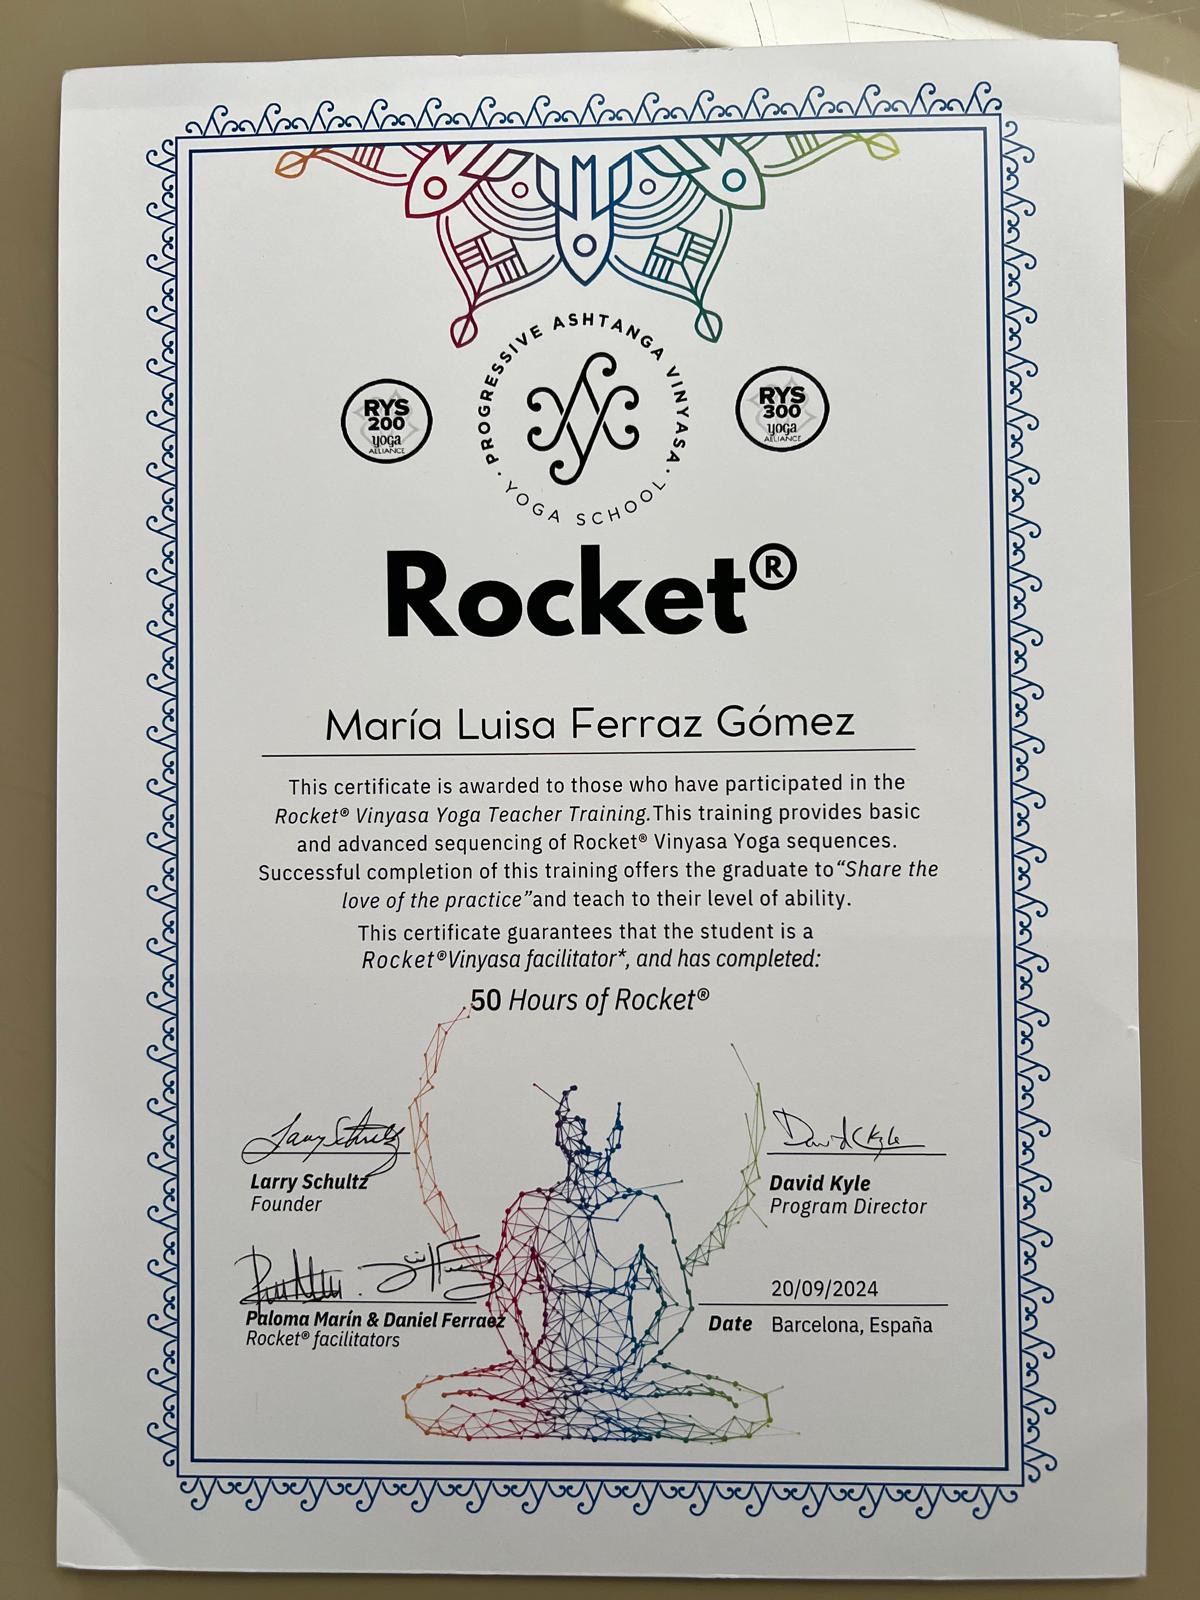 PROGRESSIVE ASHTANGA VINYASA
· YOGA SCHOOL ·
RYS
200
yoga
ALLIANCE
RYS
300
yoga
ALLIANCE
Rocket®
María Luisa Ferraz Gómez
This certificate is awarded to those who have participated in the
Rocket® Vinyasa Yoga Teacher Training.This training provides basic
and advanced sequencing of Rocket® Vinyasa Yoga sequences.
Successful completion of this training offers the graduate to“Share the
love of the practice”and teach to their level of ability.
This certificate guarantees that the student is a
Rocket®Vinyasa facilitator*, and has completed:
50 Hours of Rocket®
Larry Schultz
Larry Schultz
Founder
David Kyle
David Kyle
Program Director
Paloma Marín & Daniel Ferraez
Rocket® facilitators
20/09/2024
Date Barcelona, España